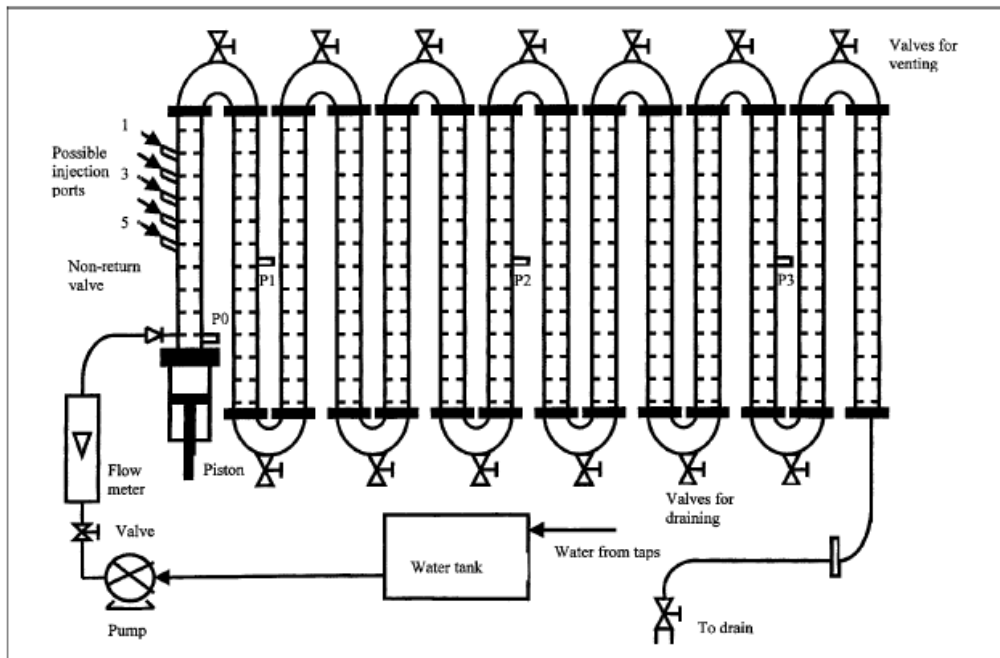 Valves for
venting
1
Possible
injection
ports
3
5
Non-return
valve
P0
P1
P2
P3
Flow
meter
Piston
Valve
Pump
Water tank
Water from taps
Valves for
draining
To drain